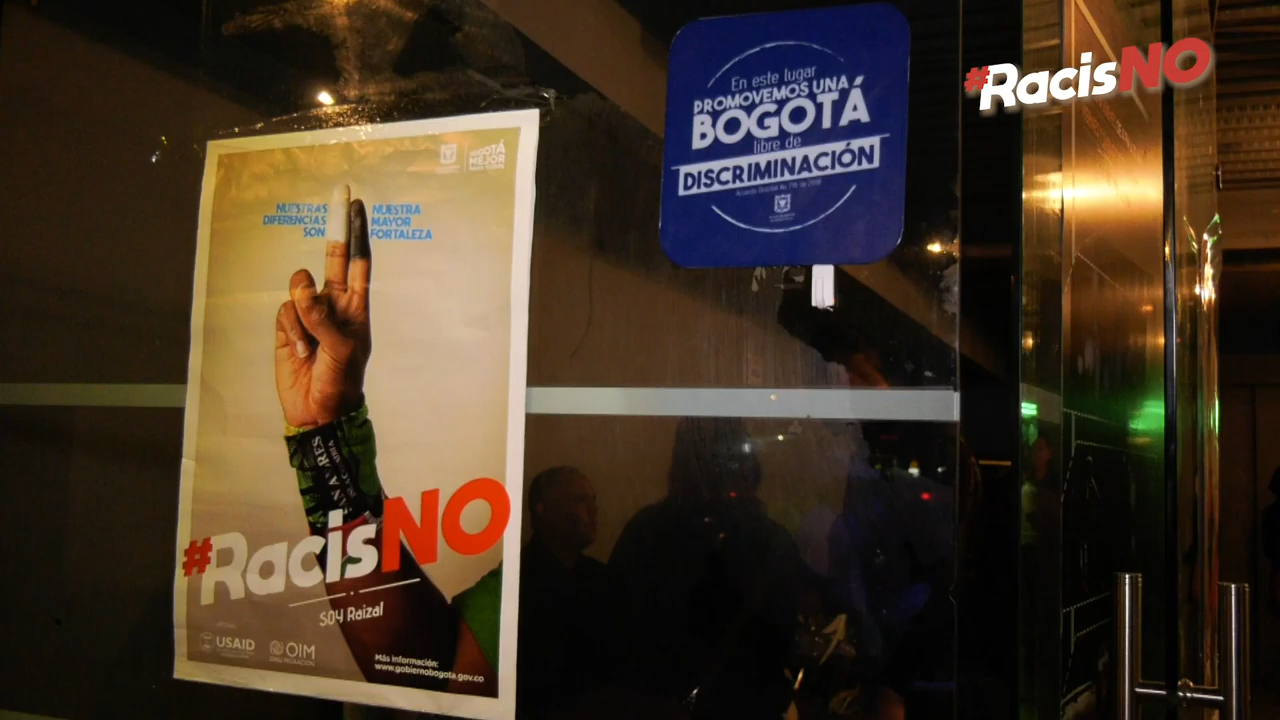 BOGOTÁ
MEJOR
PARA TODOS
NUESTRAS
DIFERENCIAS
SON
NUESTRA
MAYOR
FORTALEZA
#RacisNO
SOY Raizal
USAID
OIM
Más información:
www.gobiernobogota.gov.co
En este lugar
PROMOVEMOS UNA
BOGOTÁ
libre de
DISCRIMINACIÓN
#RacisNO